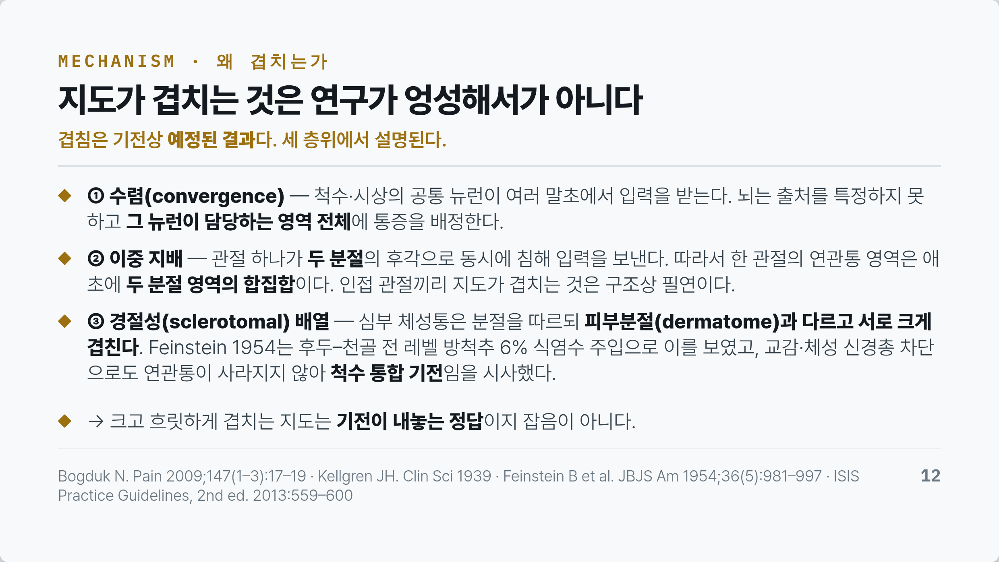 MECHANISM · 왜 겹치는가
지도가 겹치는 것은 연구가 엉성해서가 아니다
겹침은 기전상 예정된 결과다. 세 층위에서 설명된다.
◆ ① 수렴(convergence) — 척수·시상의 공통 뉴런이 여러 말초에서 입력을 받는다. 뇌는 출처를 특정하지 못
하고 그 뉴런이 담당하는 영역 전체에 통증을 배정한다.
◆ ② 이중 지배 — 관절 하나가 두 분절의 후각으로 동시에 침해 입력을 보낸다. 따라서 한 관절의 연관통 영역은 애
초에 두 분절 영역의 합집합이다. 인접 관절끼리 지도가 겹치는 것은 구조상 필연이다.
◆ ③ 경절성(sclerotomal) 배열 — 심부 체성통은 분절을 따르되 피부분절(dermatome)과 다르고 서로 크게
겹친다. Feinstein 1954는 후두–천골 전 레벨 방척추 6% 식염수 주입으로 이를 보였고, 교감·체성 신경총 차단
으로도 연관통이 사라지지 않아 척수 통합 기전임을 시사했다.
◆ → 크고 흐릿하게 겹치는 지도는 기전이 내놓는 정답이지 잡음이 아니다.
Bogduk N. Pain 2009;147(1–3):17–19 · Kellgren JH. Clin Sci 1939 · Feinstein B et al. JBJS Am 1954;36(5):981–997 · ISIS
Practice Guidelines, 2nd ed. 2013:559–600
12